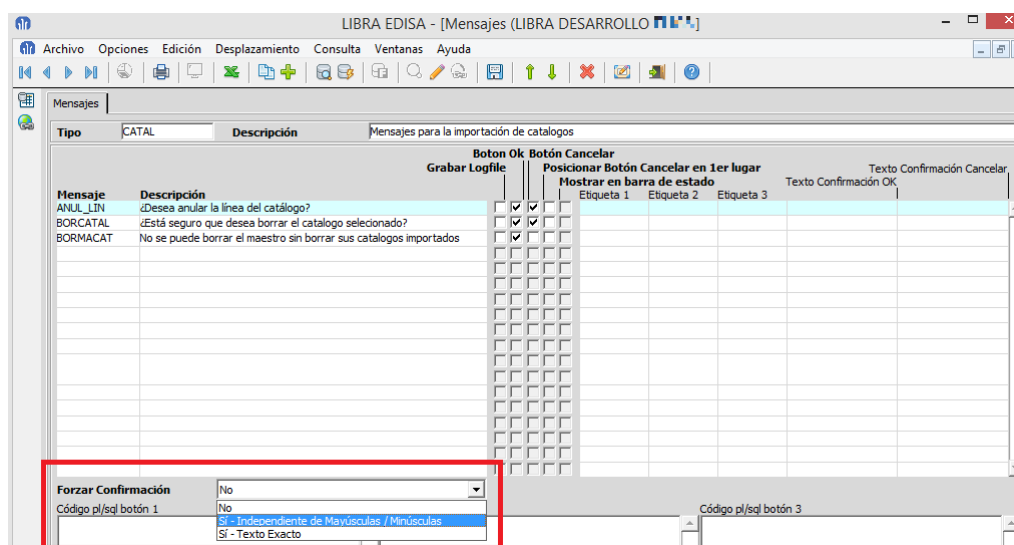 LIBRA EDISA - [Mensajes (LIBRA DESARROLLO
Archivo Opciones Edición Desplazamiento Consulta Ventanas Ayuda
Mensajes
Tipo CATAL Descripción Mensajes para la importación de catalogos
Boton Ok Botón Cancelar
Grabar Logfile Posicionar Botón Cancelar en 1er lugar Texto Confirmación Cancelar
Mostrar en barra de estado Texto Confirmación OK
Mensaje Descripción Etiqueta 1 Etiqueta 2 Etiqueta 3
ANUL_LIN ¿Desea anular la línea del catálogo?
BORCATAL ¿Está seguro que desea borrar el catalogo selecionado?
BORMACAT No se puede borrar el maestro sin borrar sus catalogos importados
Forzar Confirmación No
Código pl/sql botón 1 No Código pl/sql botón 3
Sí - Independiente de Mayúsculas / Minúsculas
Sí - Texto Exacto